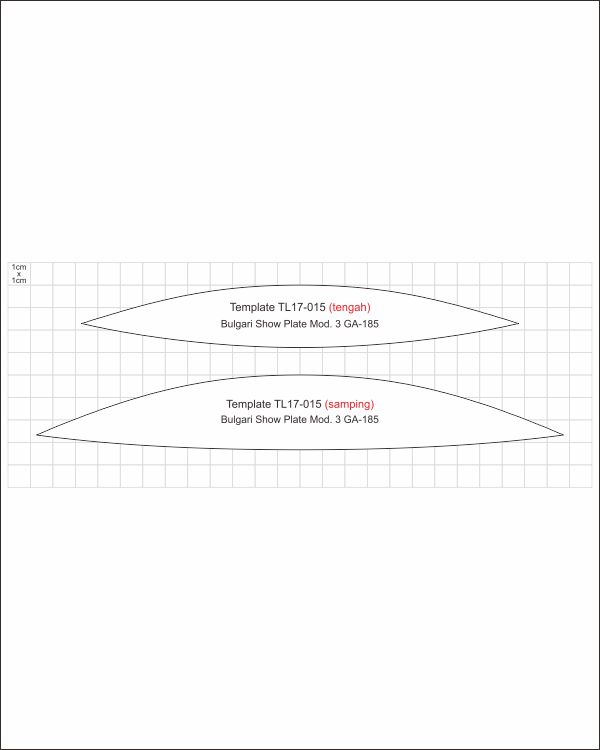 1cm
x
1cm
Template TL17-015 (tengah)
Bulgari Show Plate Mod. 3 GA-185
Template TL17-015 (samping)
Bulgari Show Plate Mod. 3 GA-185